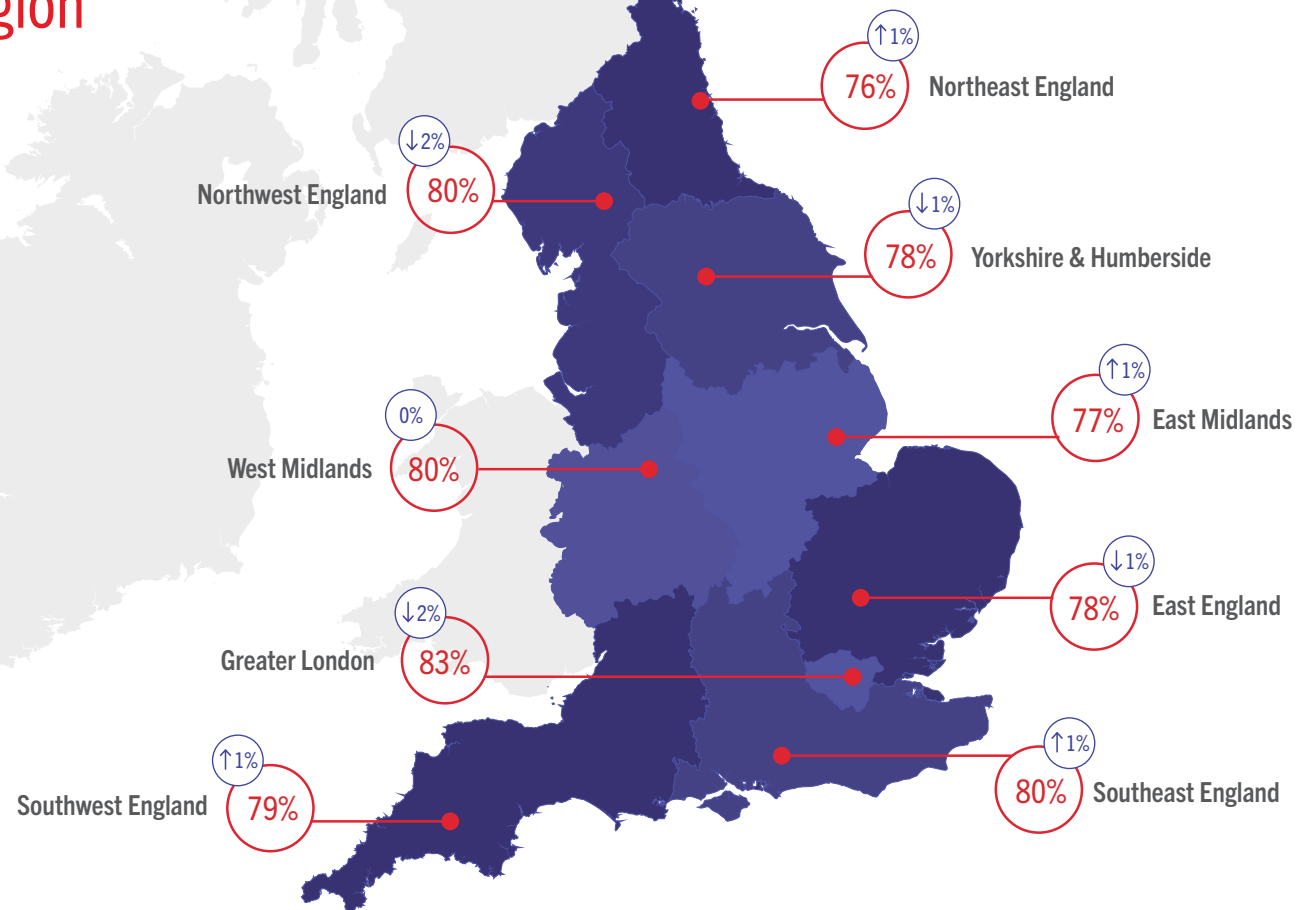 ↑1%
76%
Northeast England
↓2%
Northwest England
80%
↓1%
78%
Yorkshire & Humberside
↑1%
77%
East Midlands
0%
West Midlands
80%
↓1%
78%
East England
↓2%
Greater London
83%
↑1%
80%
Southeast England
↑1%
Southwest England
79%